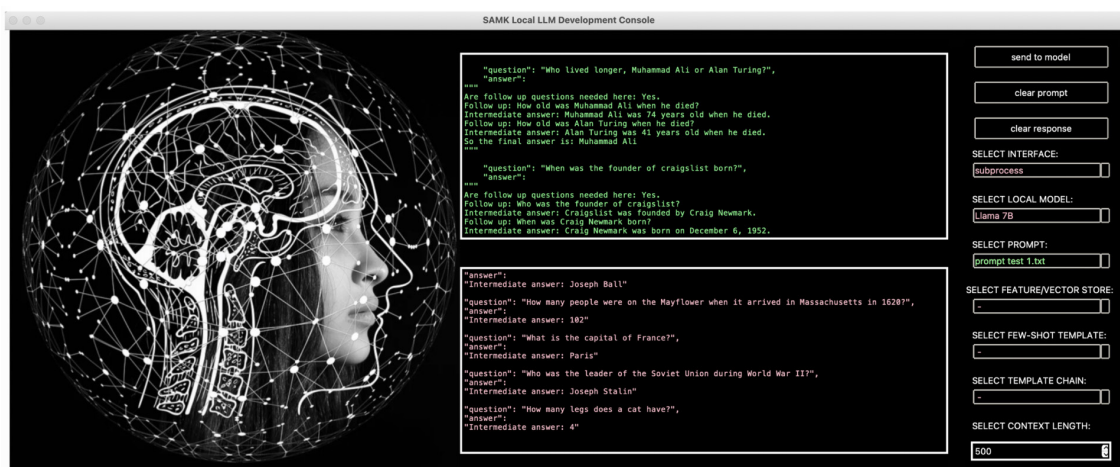 SAMK Local LLM Development Console
"question": "Who lived longer, Muhammad Ali or Alan Turing?",
"answer":
"""
Are follow up questions needed here: Yes.
Follow up: How old was Muhammad Ali when he died?
Intermediate answer: Muhammad Ali was 74 years old when he died.
Follow up: How old was Alan Turing when he died?
Intermediate answer: Alan Turing was 41 years old when he died.
So the final answer is: Muhammad Ali
"""
"question": "When was the founder of craigslist born?",
"answer":
"""
Are follow up questions needed here: Yes.
Follow up: Who was the founder of craigslist?
Intermediate answer: Craigslist was founded by Craig Newmark.
Follow up: When was Craig Newmark born?
Intermediate answer: Craig Newmark was born on December 6, 1952.
"answer":
"Intermediate answer: Joseph Ball"
"question": "How many people were on the Mayflower when it arrived in Massachusetts in 1620?",
"answer":
"Intermediate answer: 102"
"question": "What is the capital of France?",
"answer":
"Intermediate answer: Paris"
"question": "Who was the leader of the Soviet Union during World War II?",
"answer":
"Intermediate answer: Joseph Stalin"
"question": "How many legs does a cat have?",
"answer":
"Intermediate answer: 4"
send to model
clear prompt
clear response
SELECT INTERFACE:
subprocess
SELECT LOCAL MODEL:
Llama 7B
SELECT PROMPT:
prompt test 1.txt
SELECT FEATURE/VECTOR STORE:
-
SELECT FEW-SHOT TEMPLATE:
-
SELECT TEMPLATE CHAIN:
-
SELECT CONTEXT LENGTH:
500